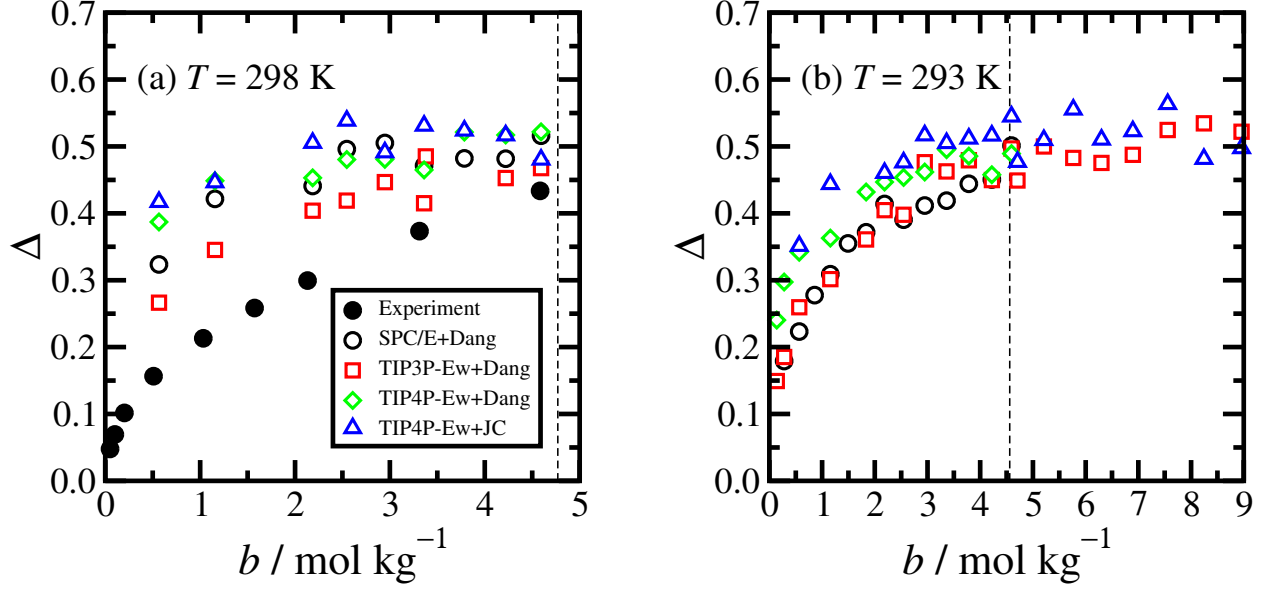 0.7
0.6
0.5
0.4
0.3
0.2
0.1
0.0
Δ
(a) T = 298 K
Experiment
SPC/E+Dang
TIP3P-Ew+Dang
TIP4P-Ew+Dang
TIP4P-Ew+JC
0 1 2 3 4 5
b / mol kg⁻¹
0.7
0.6
0.5
0.4
0.3
0.2
0.1
0.0
Δ
(b) T = 293 K
0 1 2 3 4 5 6 7 8 9
b / mol kg⁻¹